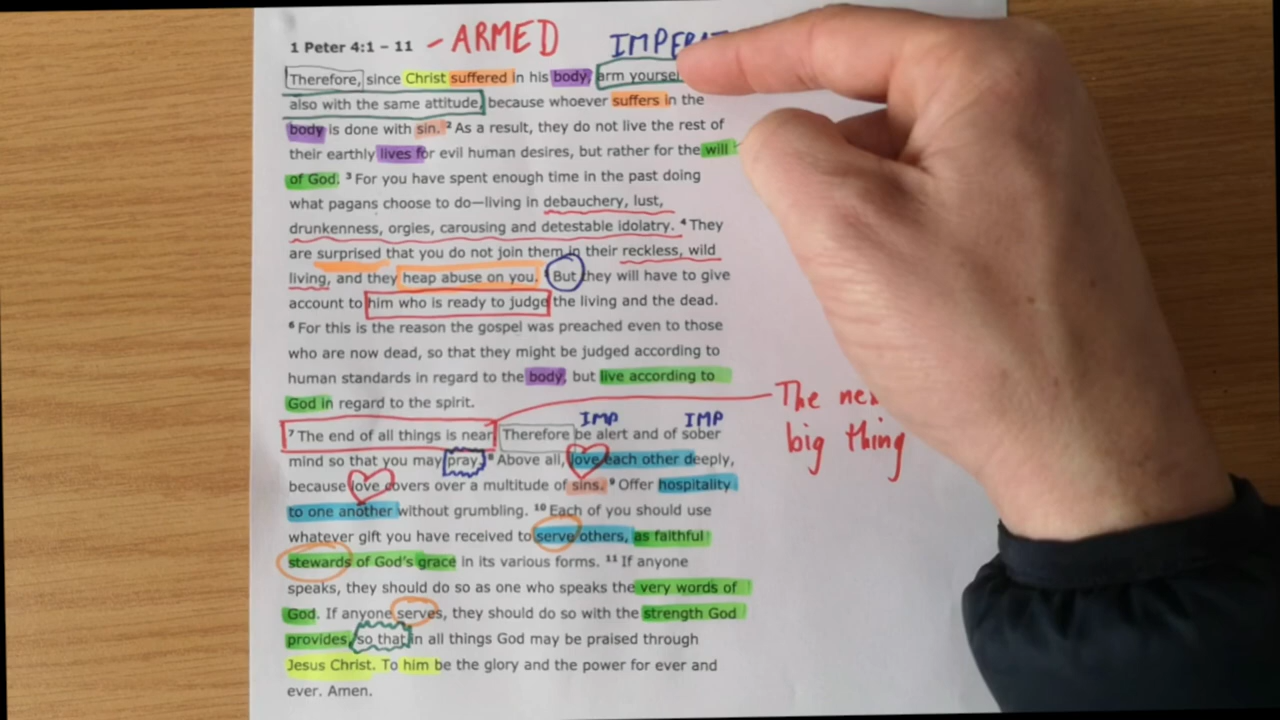 1 Peter 4:1 – 11 – ARMED
Therefore, since Christ suffered in his body, arm
also with the same attitude, because whoever suffers in the
body is done with sin. 2 As a result, they do not live the rest of
their earthly lives for evil human desires, but rather for the will
of God. 3 For you have spent enough time in the past doing
what pagans choose to do—living in debauchery, lust,
drunkenness, orgies, carousing and detestable idolatry. 4 They
are surprised that you do not join them in their reckless, wild
living, and they heap abuse on you. But they will have to give
account to him who is ready to judge the living and the dead.
6 For this is the reason the gospel was preached even to those
who are now dead, so that they might be judged according to
human standards in regard to the body, but live according to
God in regard to the spirit.
IMP IMP
7 The end of all things is near. Therefore be alert and of sober
mind so that you may pray. 8 Above all, love each other deeply,
because love covers over a multitude of sins. 9 Offer hospitality
to one another without grumbling. 10 Each of you should use
whatever gift you have received to serve others, as faithful
stewards of God's grace in its various forms. 11 If anyone
speaks, they should do so as one who speaks the very words of
God. If anyone serves, they should do so with the strength God
provides, so that in all things God may be praised through
Jesus Christ. To him be the glory and the power for ever and
ever. Amen.
The
big thing